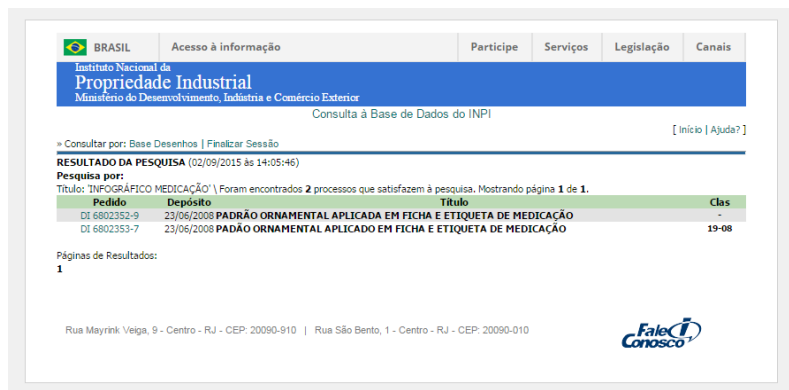 BRASIL Acesso à informação Participe Serviços Legislação Canais
Instituto Nacional da
Propriedade Industrial
Ministério do Desenvolvimento, Indústria e Comércio Exterior
Consulta à Base de Dados do INPI
[ Início | Ajuda? ]
» Consultar por: Base Desenhos | Finalizar Sessão
RESULTADO DA PESQUISA (02/09/2015 às 14:05:46)
Pesquisa por:
Título: 'INFOGRÁFICO MEDICAÇÃO' \ Foram encontrados 2 processos que satisfazem à pesquisa. Mostrando página 1 de 1.
Pedido Depósito Título Clas
DI 6802352-9 23/06/2008 PADRÃO ORNAMENTAL APLICADA EM FICHA E ETIQUETA DE MEDICAÇÃO -
DI 6802353-7 23/06/2008 PADÃO ORNAMENTAL APLICADO EM FICHA E ETIQUETA DE MEDICAÇÃO 19-08
Páginas de Resultados:
1
Rua Mayrink Veiga, 9 - Centro - RJ - CEP: 20090-910 | Rua São Bento, 1 - Centro - RJ - CEP: 20090-010
Fale
Conosco